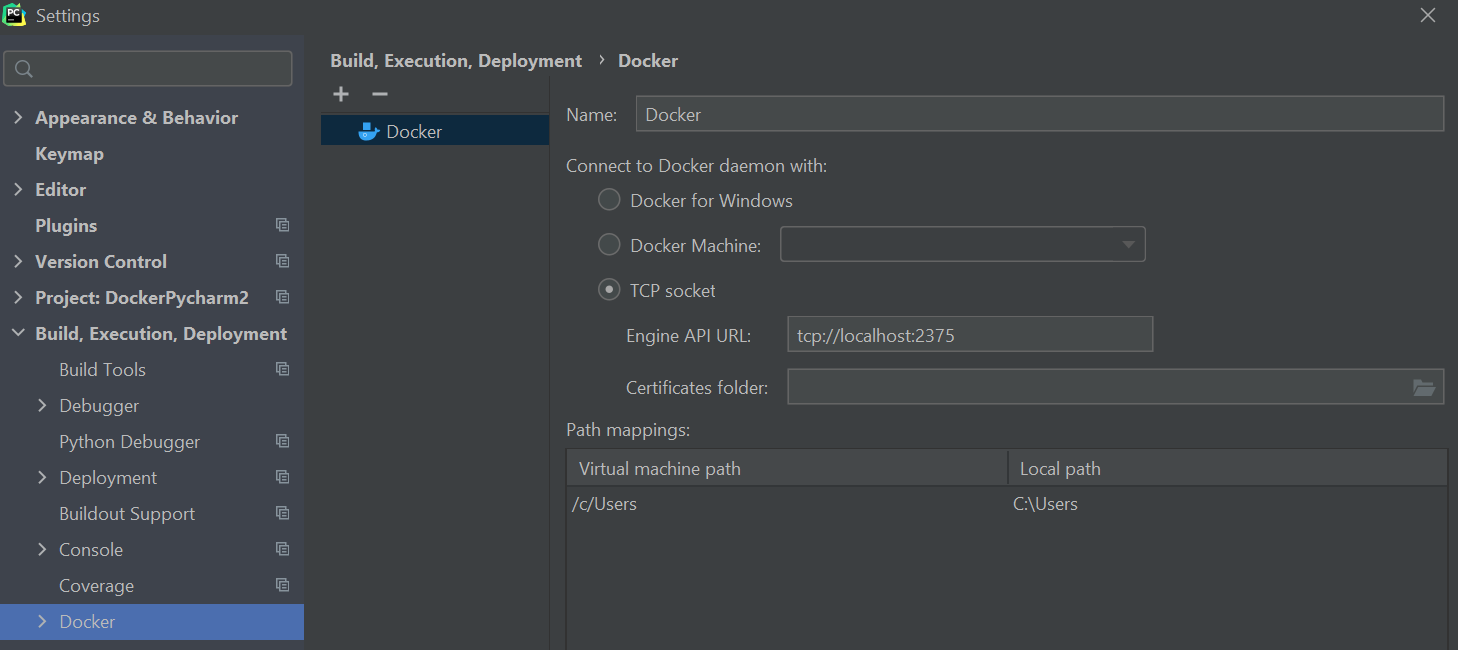 PC Settings
Build, Execution, Deployment › Docker
Appearance & Behavior
Keymap
Editor
Plugins
Version Control
Project: DockerPycharm2
Build, Execution, Deployment
Build Tools
Debugger
Python Debugger
Deployment
Buildout Support
Console
Coverage
Docker
Docker
Name: Docker
Connect to Docker daemon with:
Docker for Windows
Docker Machine:
TCP socket
Engine API URL: tcp://localhost:2375
Certificates folder:
Path mappings:
Virtual machine path Local path
/c/Users C:\Users